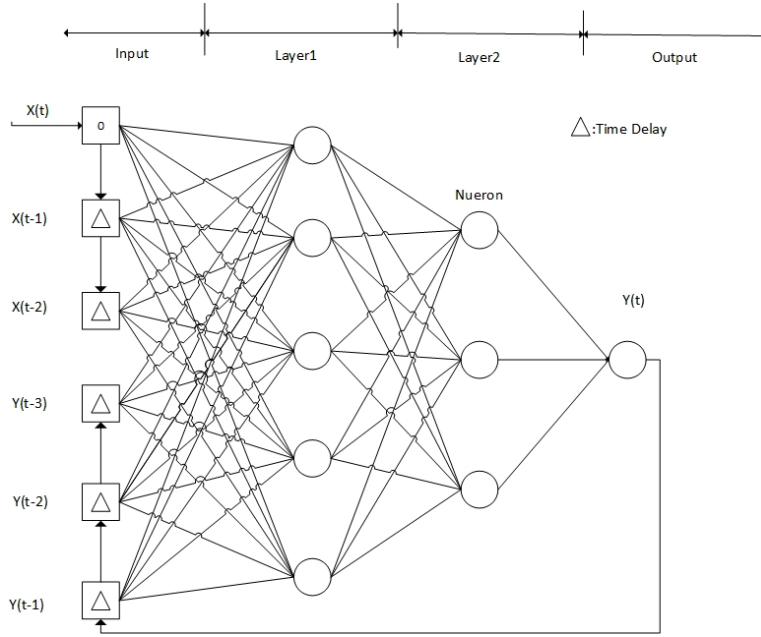 Input
Layer1
Layer2
Output
X(t)
0
:Time Delay
X(t-1)
Nueron
X(t-2)
Y(t)
Y(t-3)
Y(t-2)
Y(t-1)